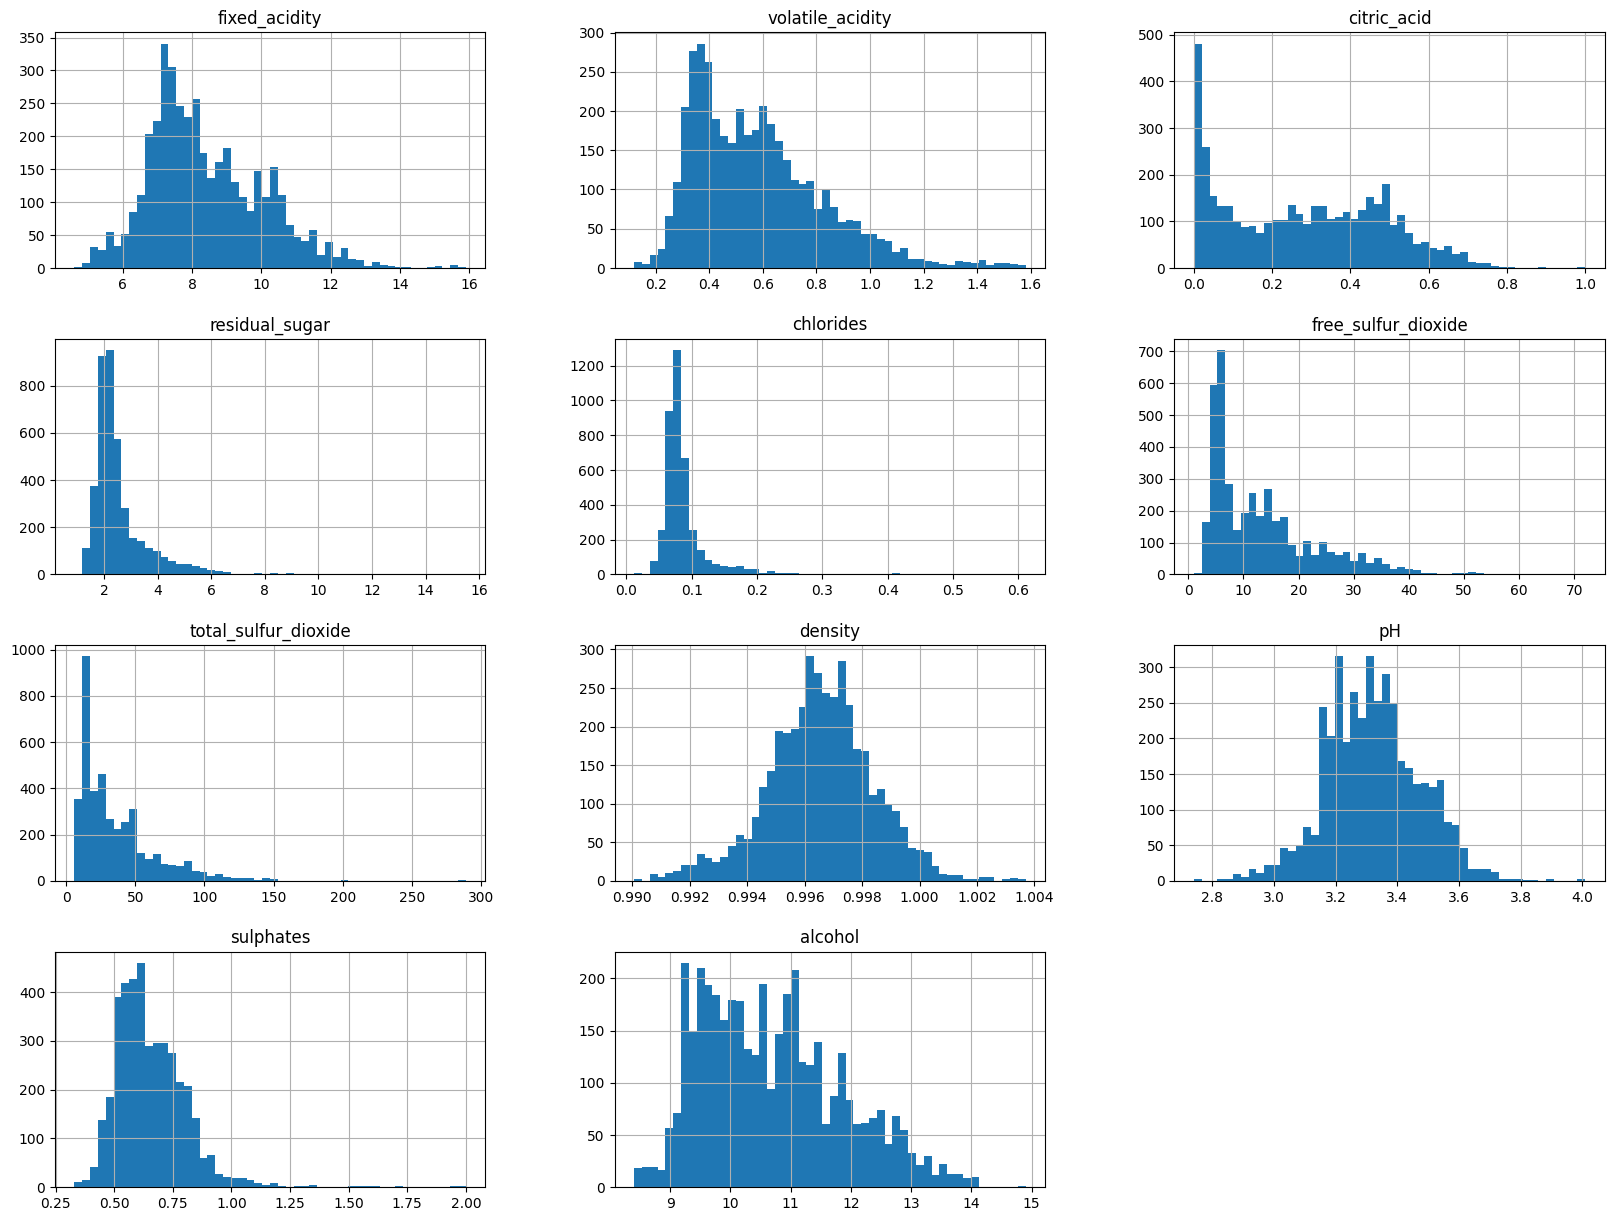 fixed_acidity volatile_acidity citric_acid
350 300 250 200 150 100 50 0
6 8 10 12 14 16
300 250 200 150 100 50 0
0.2 0.4 0.6 0.8 1.0 1.2 1.4 1.6
500 400 300 200 100 0
0.0 0.2 0.4 0.6 0.8 1.0
residual_sugar chlorides free_sulfur_dioxide
800 600 400 200 0
2 4 6 8 10 12 14 16
1200 1000 800 600 400 200 0
0.0 0.1 0.2 0.3 0.4 0.5 0.6
700 600 500 400 300 200 100 0
0 10 20 30 40 50 60 70
total_sulfur_dioxide density pH
1000 800 600 400 200 0
0 50 100 150 200 250 300
300 250 200 150 100 50 0
0.990 0.992 0.994 0.996 0.998 1.000 1.002 1.004
300 250 200 150 100 50 0
2.8 3.0 3.2 3.4 3.6 3.8 4.0
sulphates alcohol
400 300 200 100 0
0.25 0.50 0.75 1.00 1.25 1.50 1.75 2.00
200 150 100 50 0
9 10 11 12 13 14 15